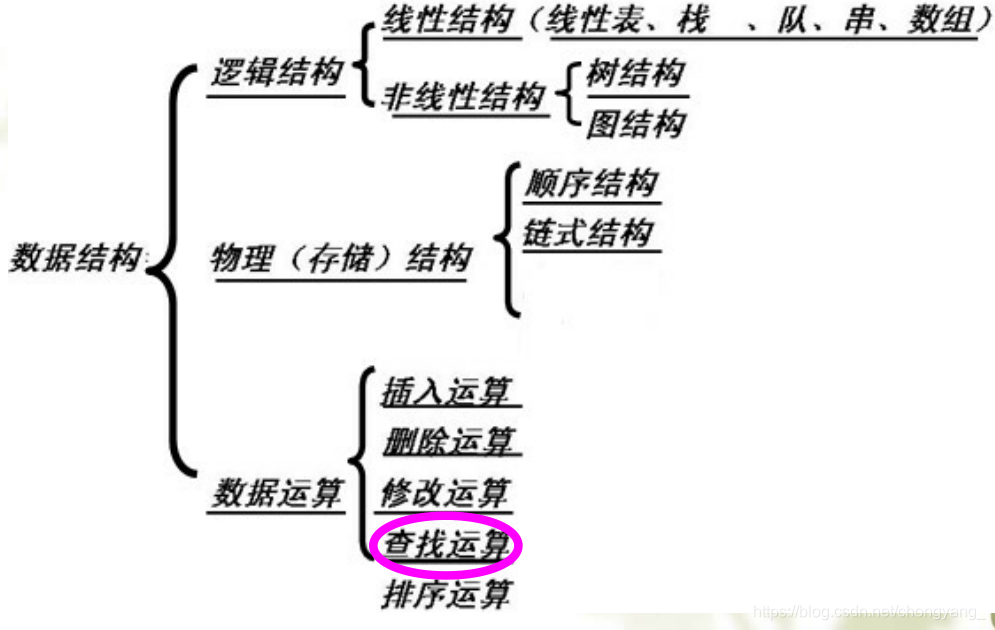 线性结构（线性表、栈 、队、串、数组）
逻辑结构
非线性结构
树结构
图结构
顺序结构
链式结构
数据结构
物理（存储）结构
插入运算
删除运算
数据运算
修改运算
查找运算
排序运算
https://blog.csdn.net/chongyang_